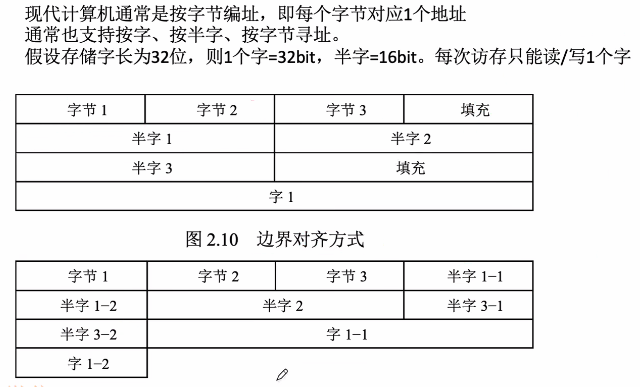 现代计算机通常是按字节编址，即每个字节对应1个地址
通常也支持按字、按半字、按字节寻址。
假设存储字长为32位，则1个字=32bit，半字=16bit。每次访存只能读/写1个字
字节 1 字节 2 字节 3 填充
半字 1 半字 2
半字 3 填充
字 1
图 2.10 边界对齐方式
字节 1 字节 2 字节 3 半字 1-1
半字 1-2 半字 2 半字 3-1
半字 3-2 字 1-1
字 1-2